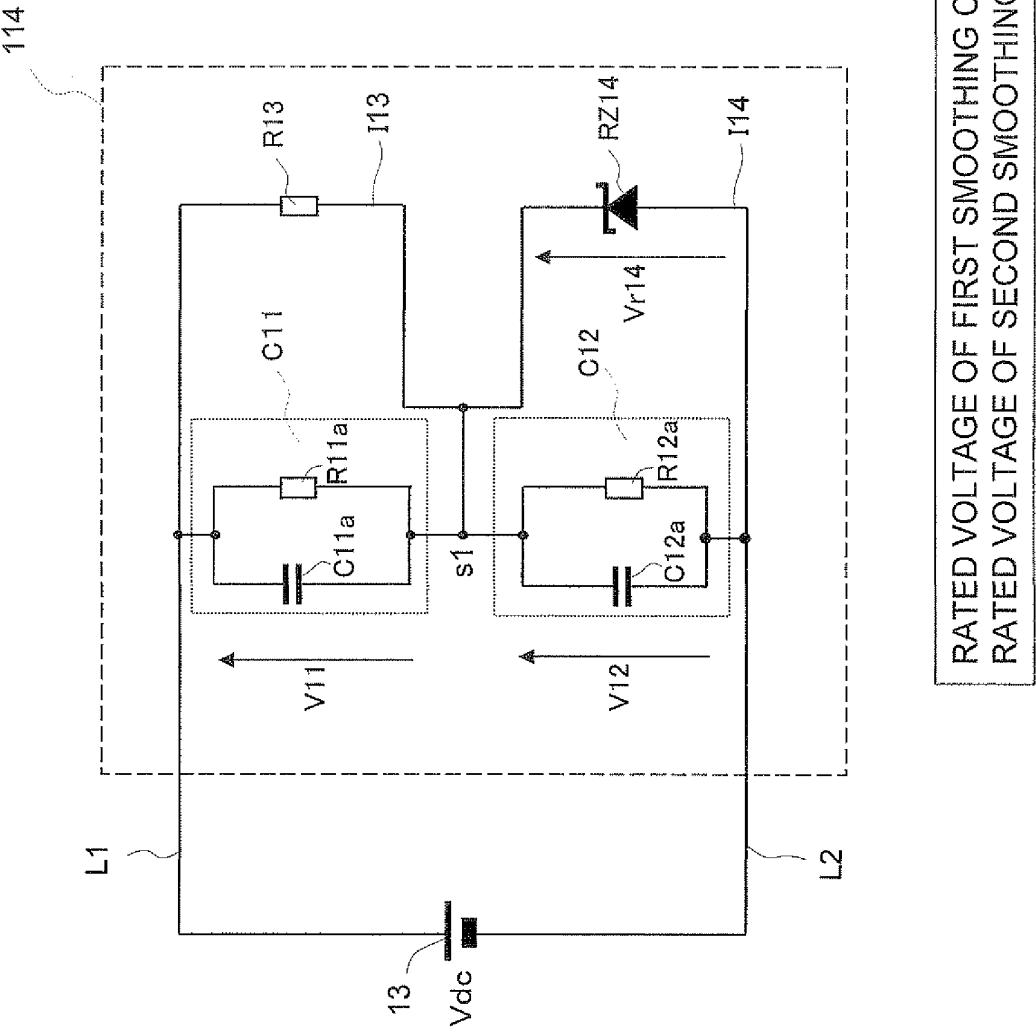 114
R13
I13
C11
R11a
C11a
V11
s1
RZ14
I14
Vr14
C12
R12a
C12a
V12
L1
L2
13
Vdc
RATED VOLTAGE OF FIRST SMOOTHING
RATED VOLTAGE OF SECOND SMOOTHING